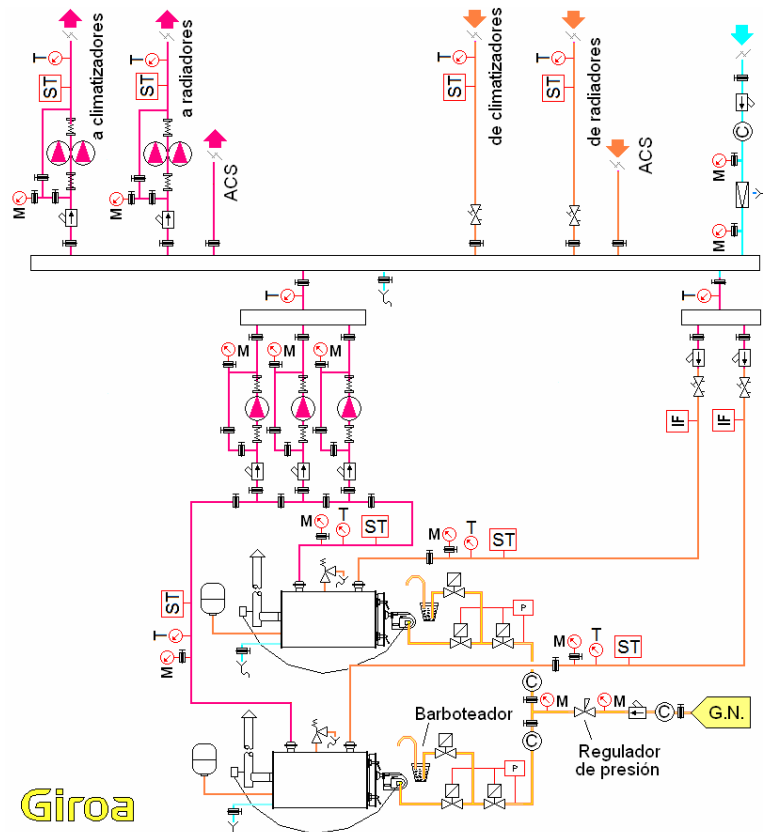 T
ST
M
a climatizadores
T
ST
M
a radiadores
ACS
T
ST
de climatizadores
T
ST
de radiadores
ACS
C
M
M
T
T
M
M
M
IF
IF
M
T
ST
M
T
ST
ST
T
M
P
M
T
ST
C
M
M
C
G.N.
C
Barboteador
Regulador
de presión
P
Giroa